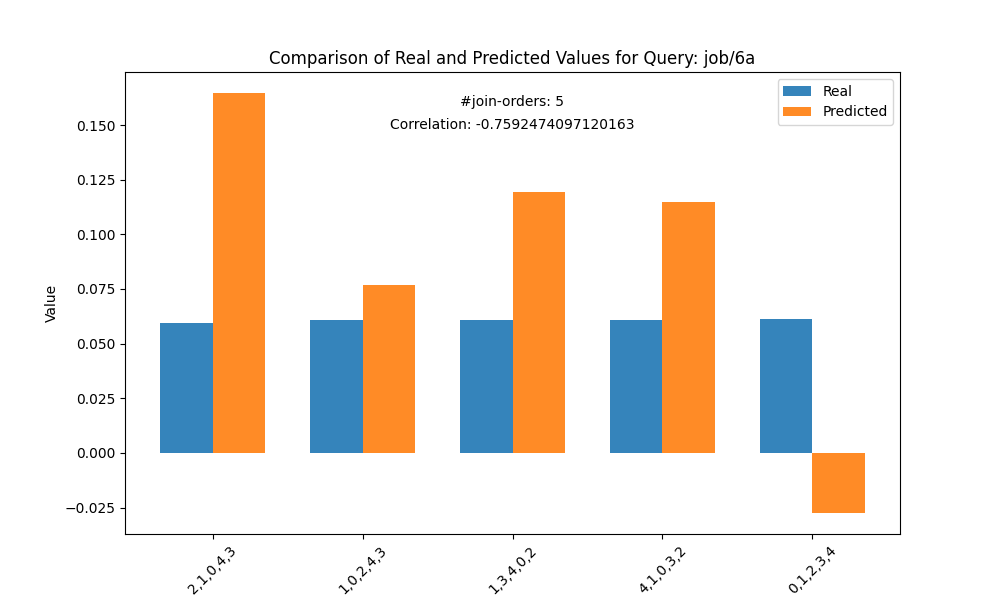 Comparison of Real and Predicted Values for Query: job/6a
#join-orders: 5
Correlation: -0.7592474097120163
Real
Predicted
Value
0.150
0.125
0.100
0.075
0.050
0.025
0.000
−0.025
2,1,0,4,3
1,0,2,4,3
1,3,4,0,2
4,1,0,3,2
0,1,2,3,4